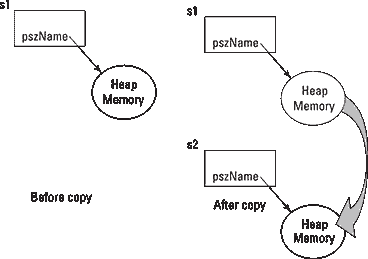 s1
pszName
Heap
Memory
Before copy
s1
pszName
Heap
Memory
s2
pszName
After copy
Heap
Memory